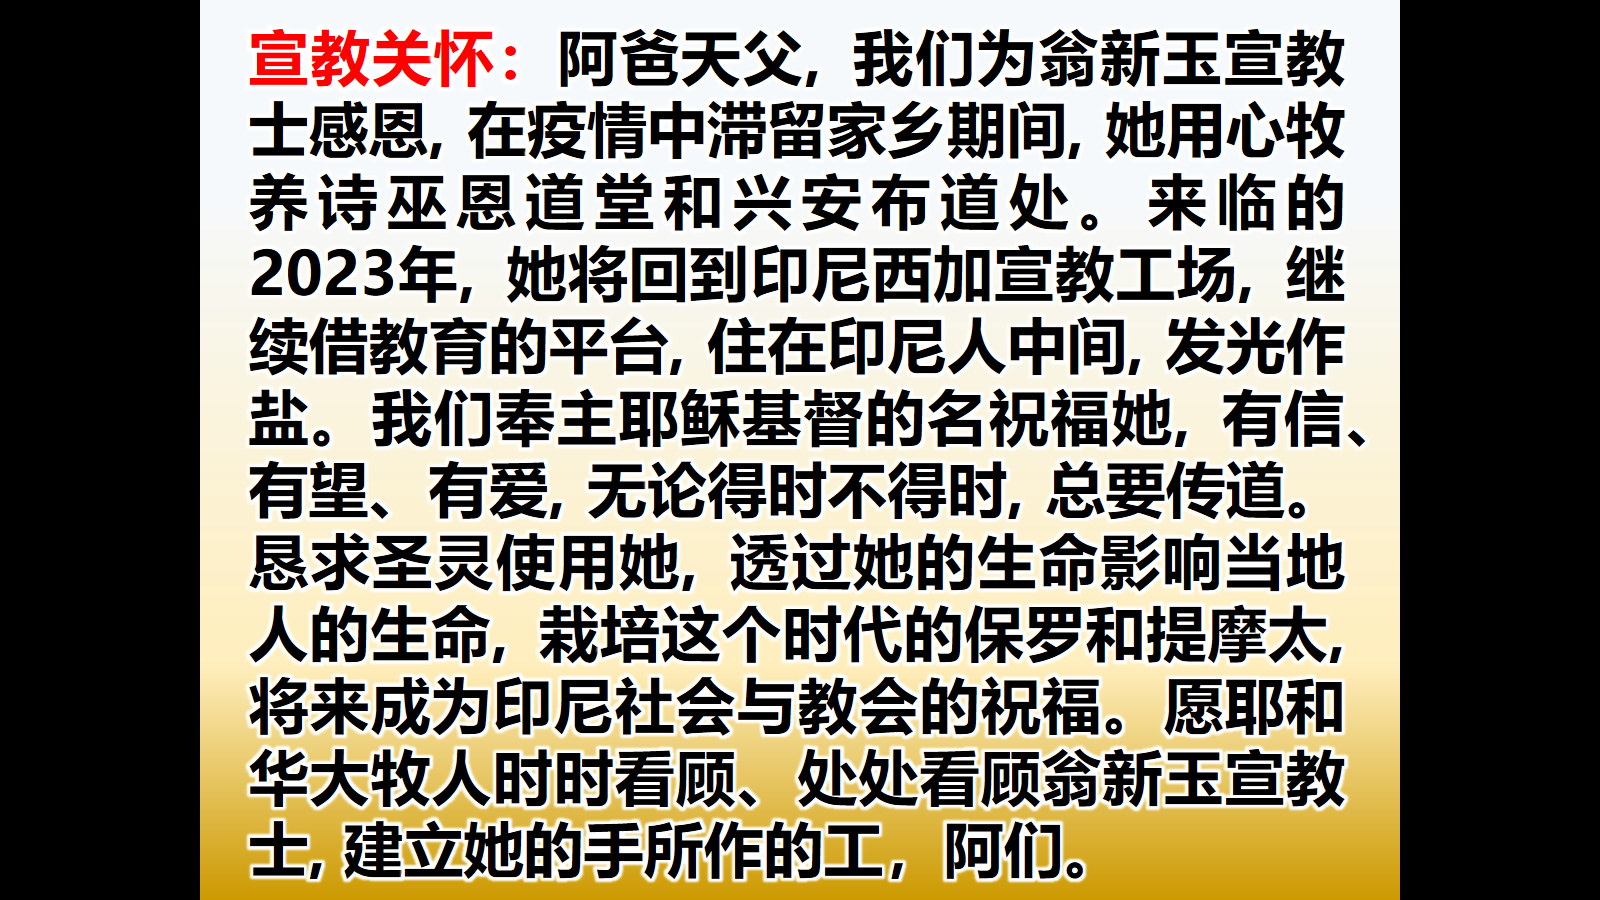 宣教关怀：阿爸天父, 我们为翁新玉宣教
士感恩, 在疫情中滞留家乡期间, 她用心牧
养诗巫恩道堂和兴安布道处。来临的
2023年, 她将回到印尼西加宣教工场, 继
续借教育的平台, 住在印尼人中间, 发光作
盐。我们奉主耶稣基督的名祝福她, 有信、
有望、有爱, 无论得时不得时, 总要传道。
恳求圣灵使用她, 透过她的生命影响当地
人的生命, 栽培这个时代的保罗和提摩太,
将来成为印尼社会与教会的祝福。愿耶和
华大牧人时时看顾、处处看顾翁新玉宣教
士, 建立她的手所作的工，阿们。